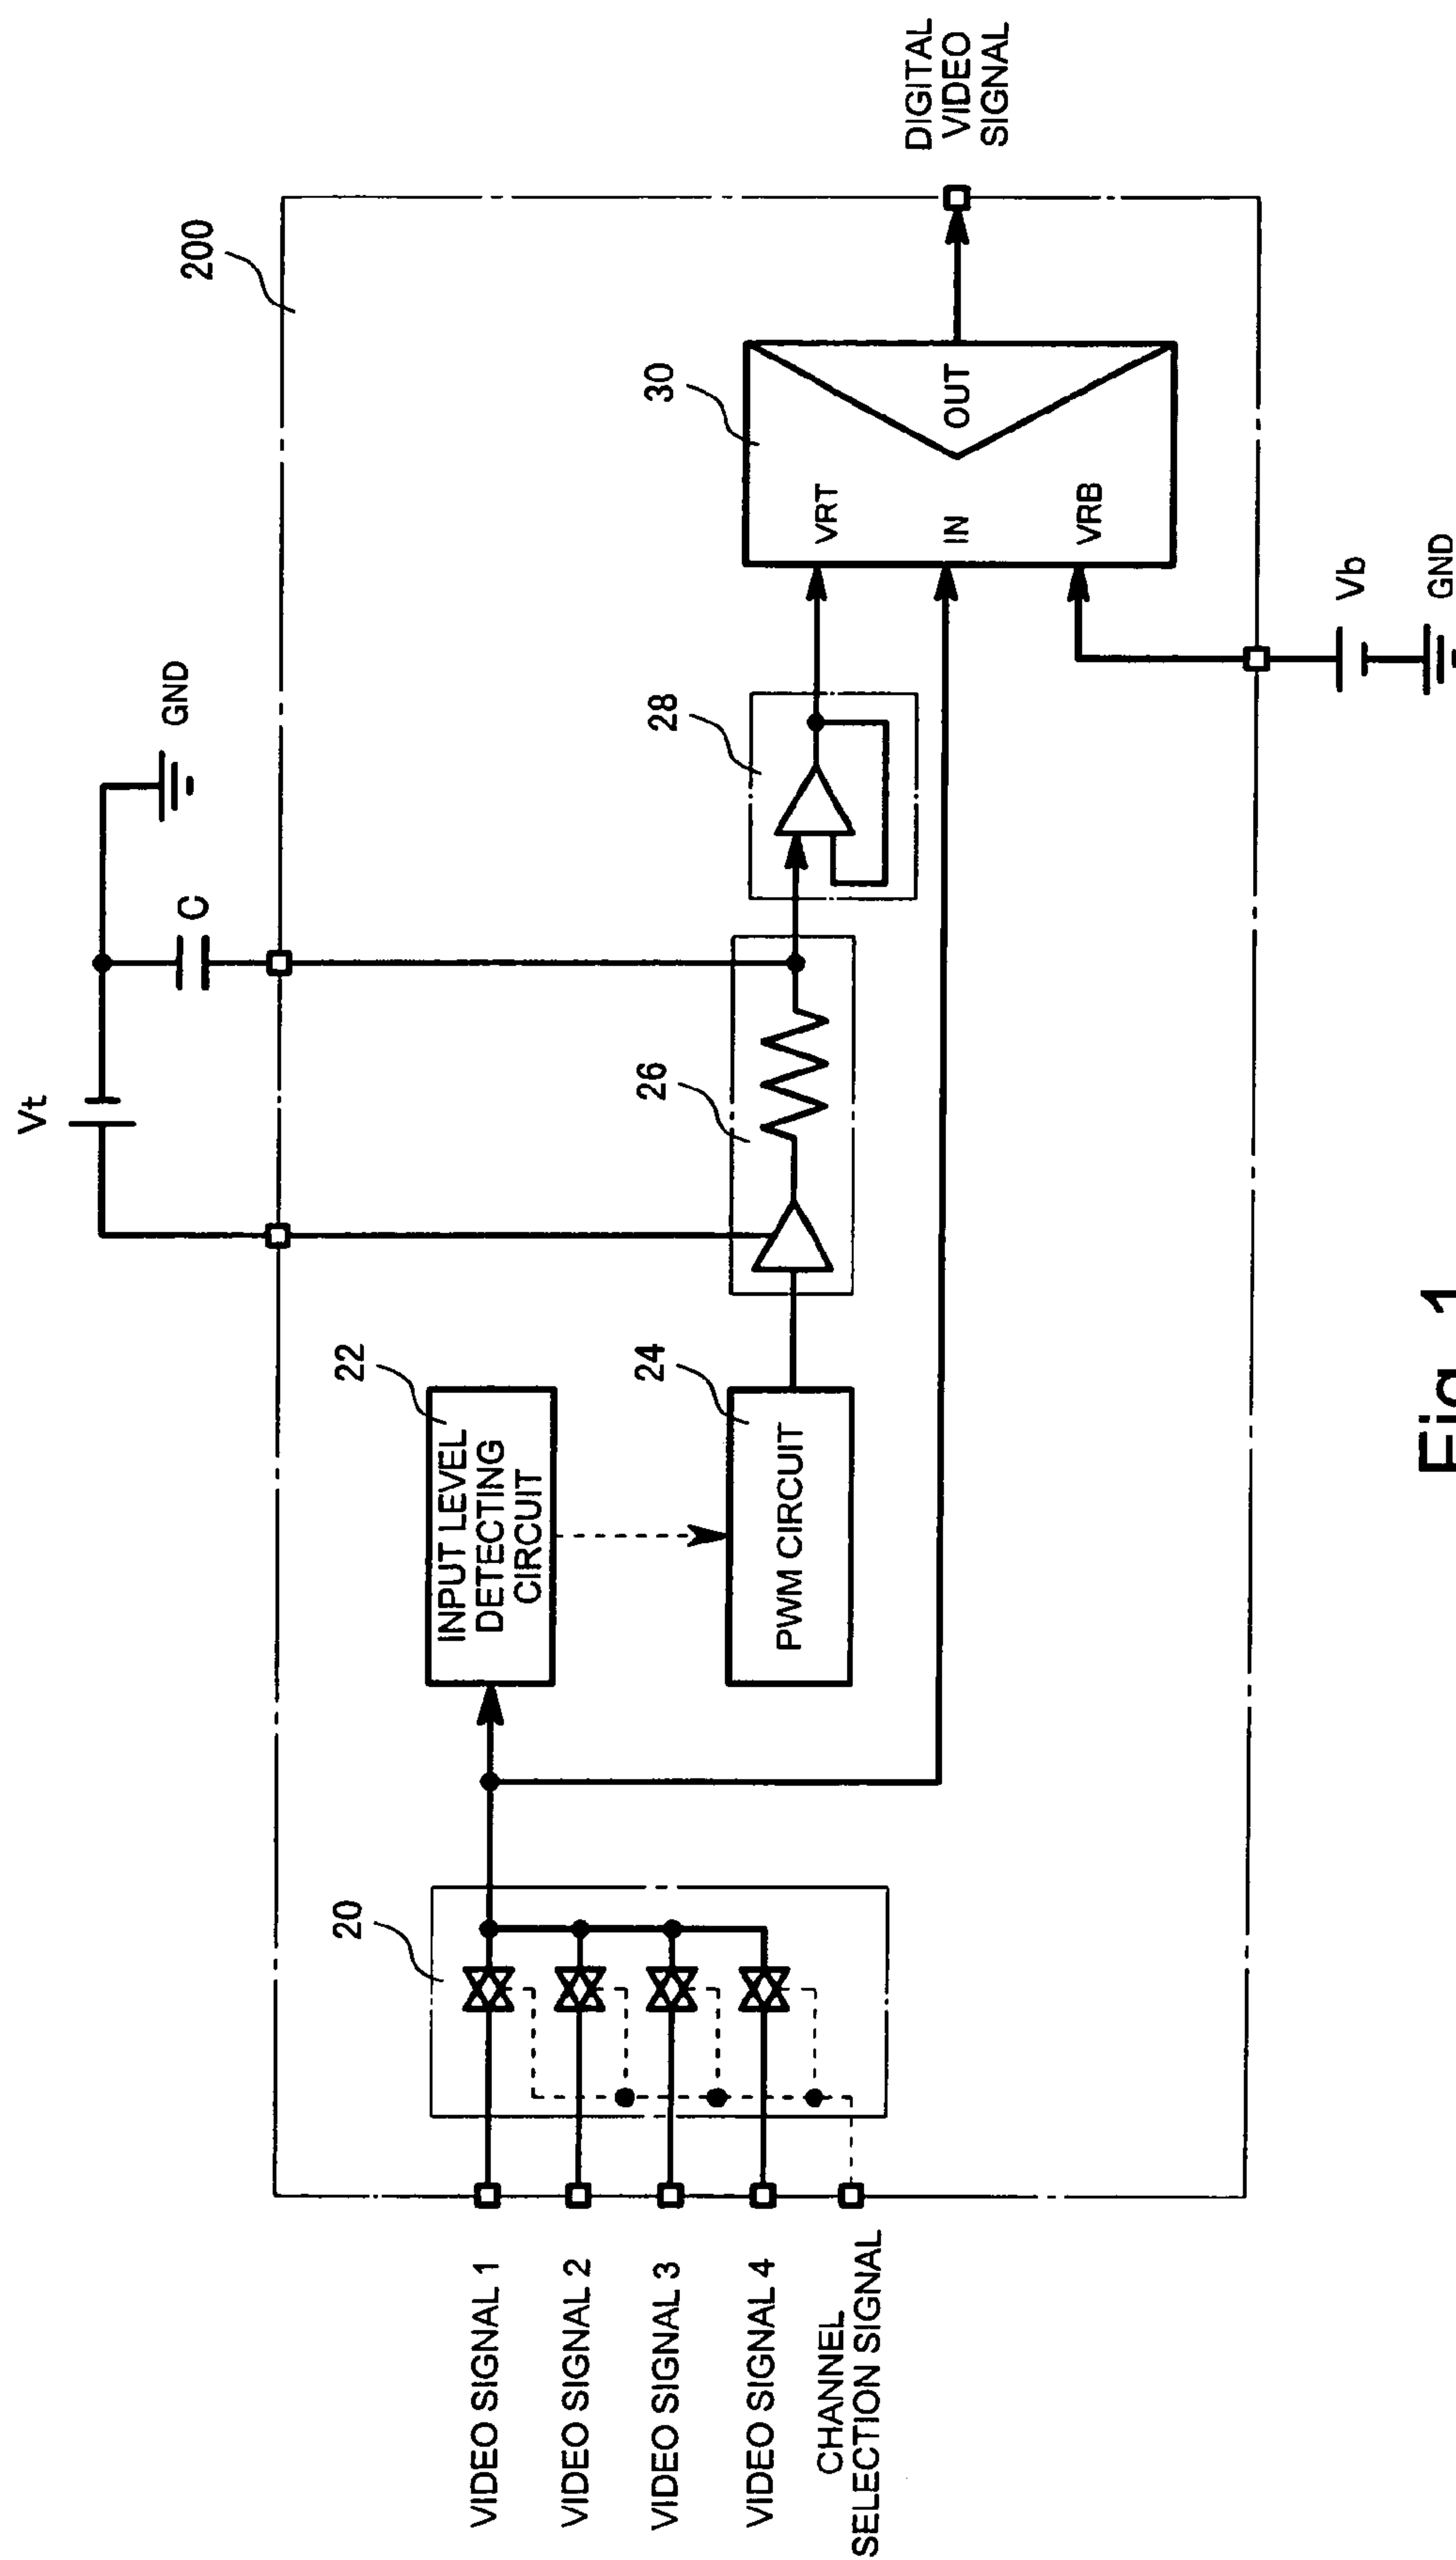 Vt
C
GND
200
DIGITAL
VIDEO
SIGNAL
20
22
INPUT LEVEL
DETECTING
CIRCUIT
24
PWM CIRCUIT
26
28
30
VRT
IN
VRB
OUT
VIDEO SIGNAL 1
VIDEO SIGNAL 2
VIDEO SIGNAL 3
VIDEO SIGNAL 4
CHANNEL
SELECTION SIGNAL
Vb
GND
Fig. 1